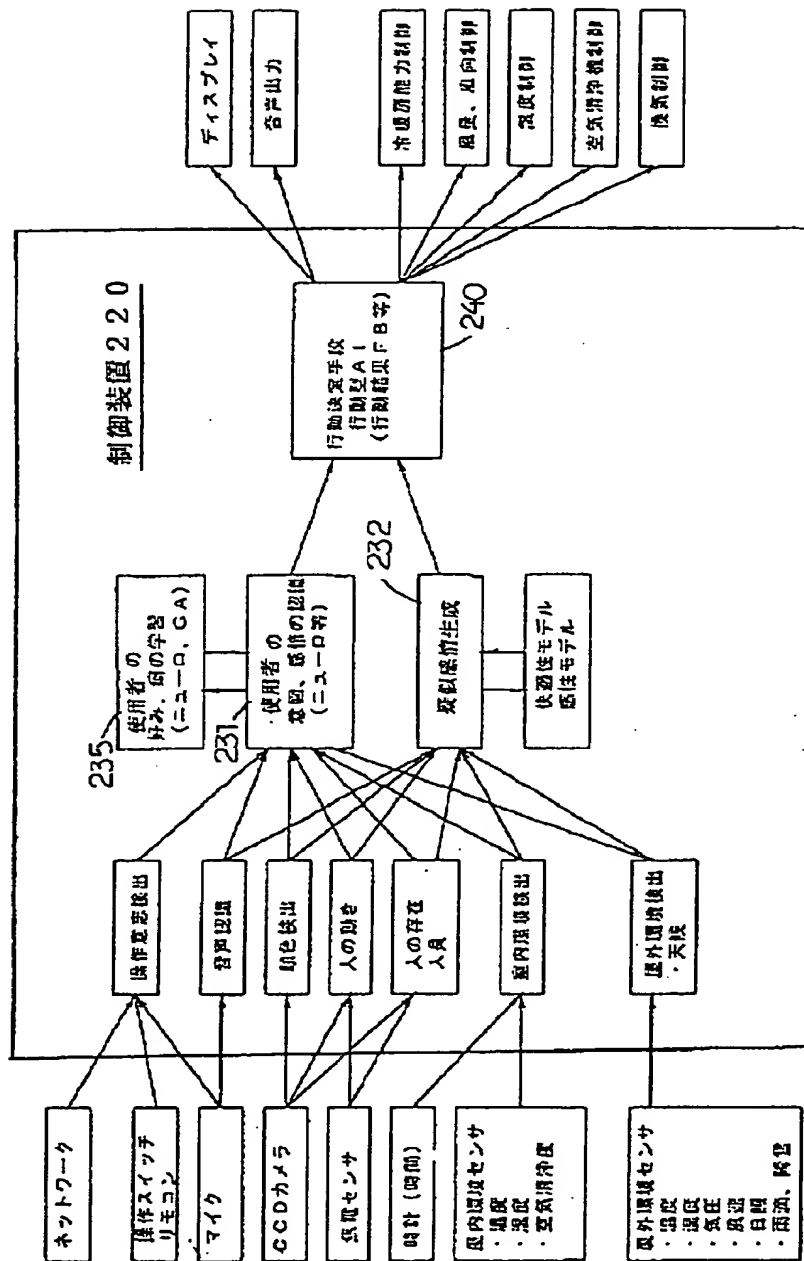 制御装置220
ネットワーク
操作スイッチ
リモコン
マイク
CCDカメラ
焦電センサ
時計(時間)
室内環境センサ
・温度
・湿度
・空気清浄度
屋外環境センサ
・温度
・湿度
・気圧
・風速
・日照
・雨滴、降雪
操作意志検出
音声認識
肌色検出
人の動き
人の存在
人員
室内環境検出
屋外環境検出
・天候
235
使用者の
好み、癖の学習
(ニューロ、GA)
231
使用者の
意図、感情の認識
(ニューロ等)
232
疑似感情生成
快適性モデル
感性モデル
行動決定手段
行動型AI
(行動結果FB等)
240
ディスプレイ
音声出力
冷暖房能力制御
風速、風向制御
湿度制御
空気清浄機制御
換気制御